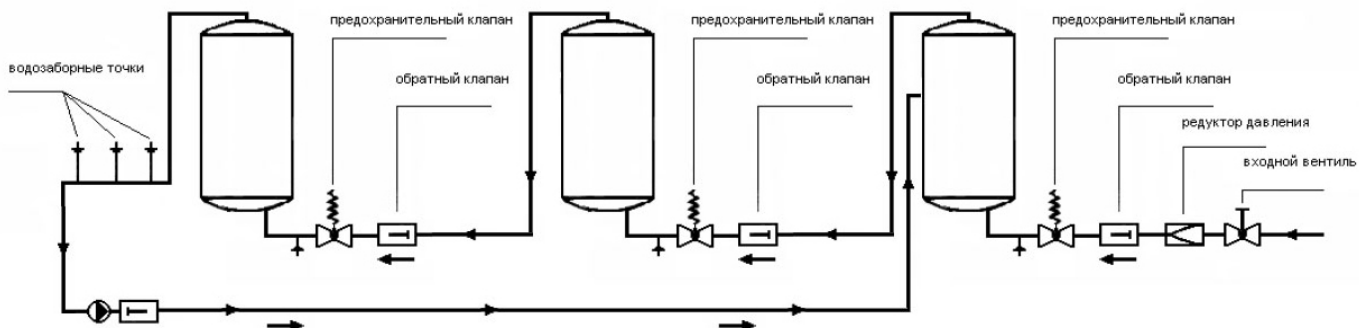 предохранительный клапан
предохранительный клапан
предохранительный клапан
водозаборные точки
обратный клапан
обратный клапан
обратный клапан
редуктор давления
входной вентиль